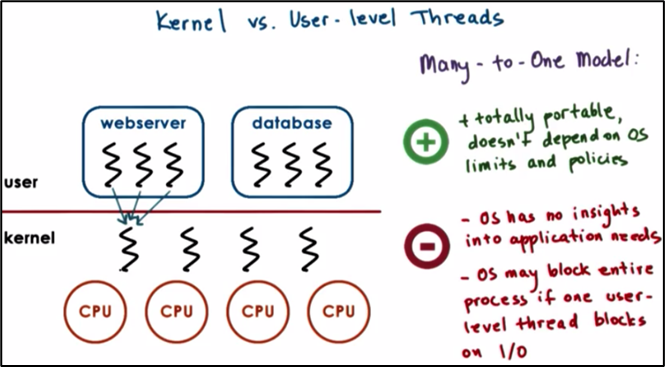 Kernel vs. User-level Threads
Many-to-One Model:
webserver
database
user
kernel
CPU CPU CPU CPU
+ totally portable,
doesn't depend on OS
limits and policies
- OS has no insights
into application needs
- OS may block entire
process if one user-
level thread blocks
on I/O